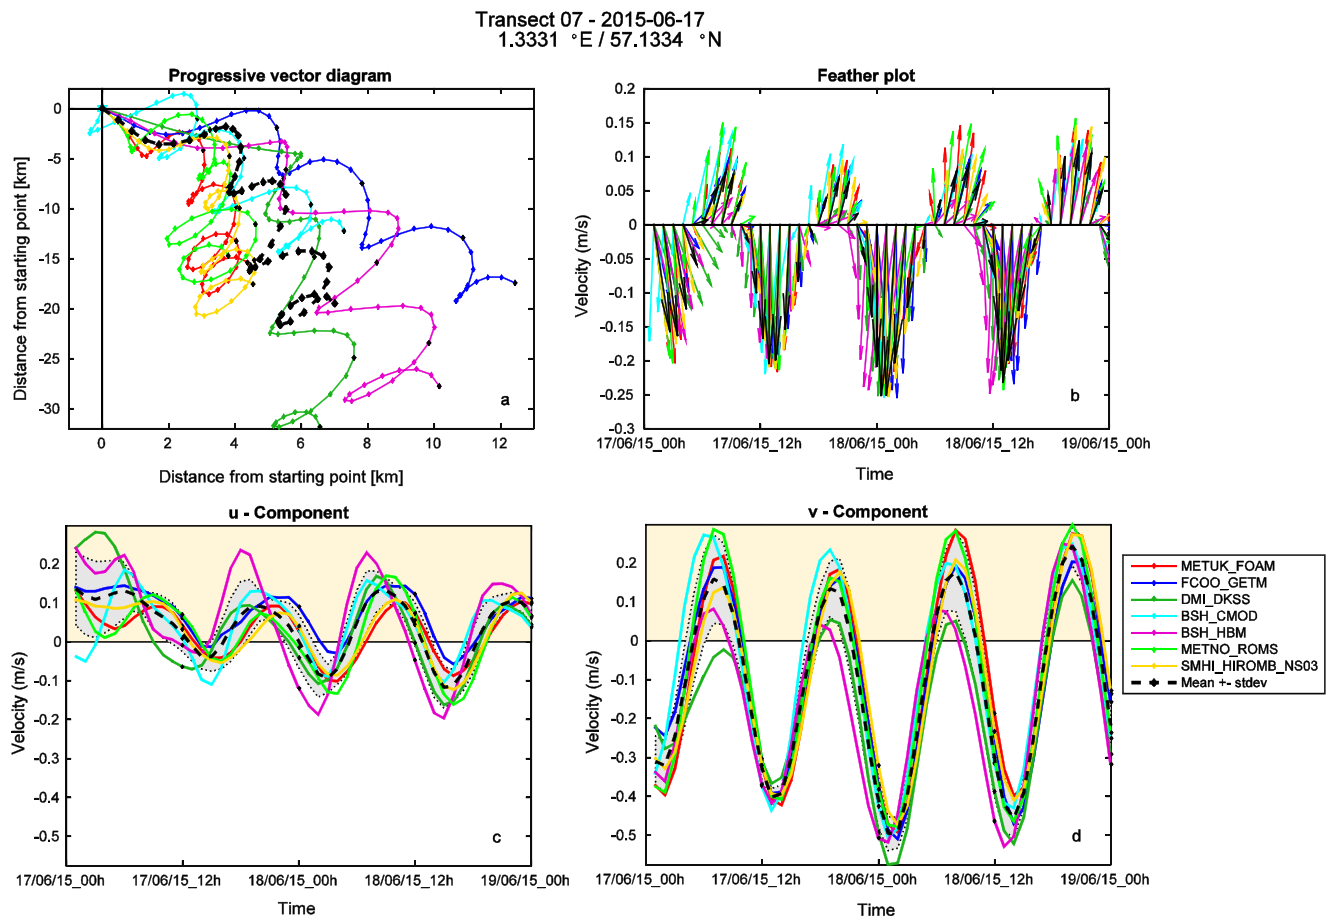 Transect 07 - 2015-06-17
1.3331 °E / 57.1334 °N
Progressive vector diagram
Distance from starting point [km]
0
-5
-10
-15
-20
-25
-30
0 2 4 6 8 10 12
Distance from starting point [km]
a
Feather plot
Velocity (m/s)
0.2
0.15
0.1
0.05
0
-0.05
-0.1
-0.15
-0.2
-0.25
-0.3
17/06/15_00h 17/06/15_12h 18/06/15_00h 18/06/15_12h 19/06/15_00h
Time
b
u - Component
Velocity (m/s)
0.2
0.1
0
-0.1
-0.2
-0.3
-0.4
-0.5
17/06/15_00h 17/06/15_12h 18/06/15_00h 18/06/15_12h 19/06/15_00h
Time
c
v - Component
Velocity (m/s)
0.2
0.1
0
-0.1
-0.2
-0.3
-0.4
-0.5
17/06/15_00h 17/06/15_12h 18/06/15_00h 18/06/15_12h 19/06/15_00h
Time
d
METUK_FOAM
FCOO_GETM
DMI_DKSS
BSH_CMOD
BSH_HBM
METNO_ROMS
SMHI_HIROMB_NS03
Mean +- stdev